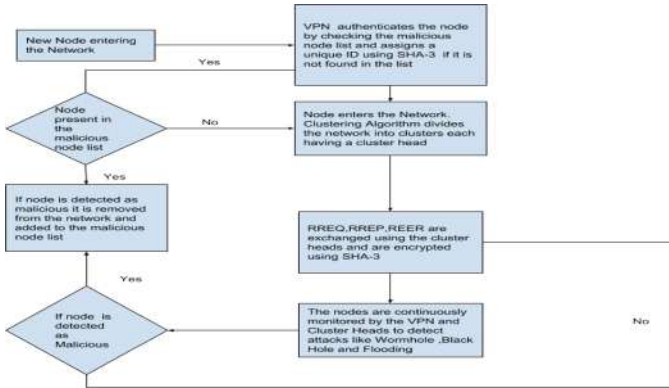 New Node entering
the Network
VPN authenticates the node
by checking the malicious
node list and assigns a
unique ID using SHA-3 if it is
not found in the list
Yes
Node
present in
the
malicious
node list
No
Node enters the Network.
Clustering Algorithm divides
the network into clusters each
having a cluster head
Yes
If node is detected as
malicious it is removed
from the network and
added to the malicious
node list
RREQ,RREP,REER are
exchanged using the cluster
heads and are encrypted
using SHA-3
Yes
If node is
detected
as
Malicious
The nodes are continuously
monitored by the VPN and
Cluster Heads to detect
attacks like Wormhole ,Black
Hole and Flooding
No